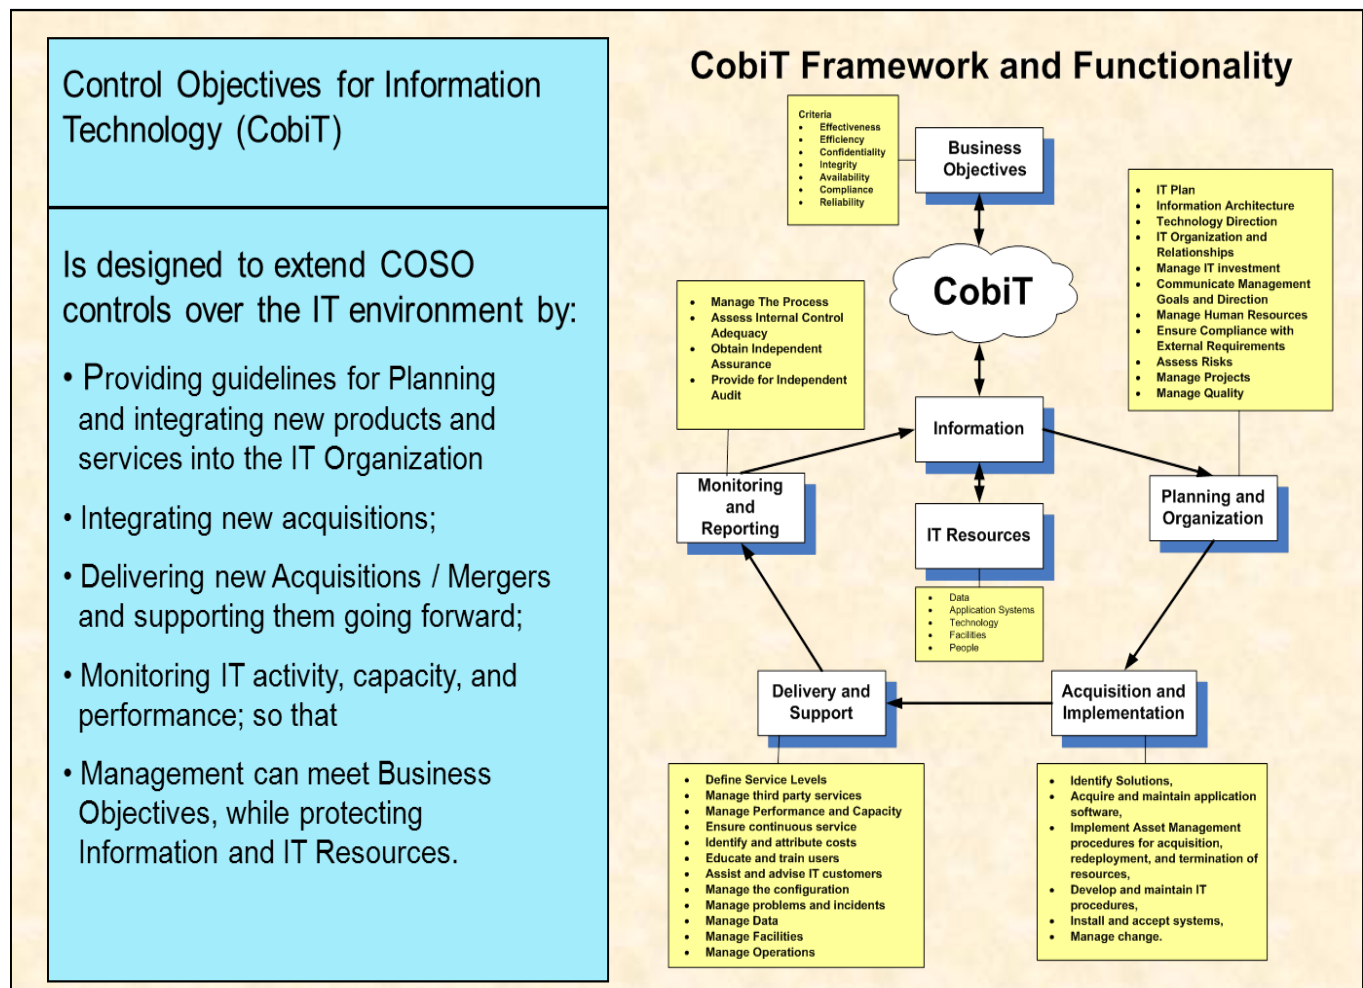 Control Objectives for Information
Technology (CobiT)
Is designed to extend COSO
controls over the IT environment by:
• Providing guidelines for Planning
and integrating new products and
services into the IT Organization
• Integrating new acquisitions;
• Delivering new Acquisitions / Mergers
and supporting them going forward;
• Monitoring IT activity, capacity, and
performance; so that
• Management can meet Business
Objectives, while protecting
Information and IT Resources.
CobiT Framework and Functionality
Criteria
• Effectiveness
• Efficiency
• Confidentiality
• Integrity
• Availability
• Compliance
• Reliability
Business
Objectives
CobiT
• IT Plan
• Information Architecture
• Technology Direction
• IT Organization and
Relationships
• Manage IT investment
• Communicate Management
Goals and Direction
• Manage Human Resources
• Ensure Compliance with
External Requirements
• Assess Risks
• Manage Projects
• Manage Quality
• Manage The Process
• Assess Internal Control
Adequacy
• Obtain Independent
Assurance
• Provide for Independent
Audit
Information
Monitoring
and
Reporting
IT Resources
Planning and
Organization
• Data
• Application Systems
• Technology
• Facilities
• People
Delivery and
Support
Acquisition and
Implementation
• Define Service Levels
• Manage third party services
• Manage Performance and Capacity
• Ensure continuous service
• Identify and attribute costs
• Educate and train users
• Assist and advise IT customers
• Manage the configuration
• Manage problems and incidents
• Manage Data
• Manage Facilities
• Manage Operations
• Identify Solutions,
• Acquire and maintain application
software,
• Implement Asset Management
procedures for acquisition,
redeployment, and termination of
resources,
• Develop and maintain IT
procedures,
• Install and accept systems,
• Manage change.